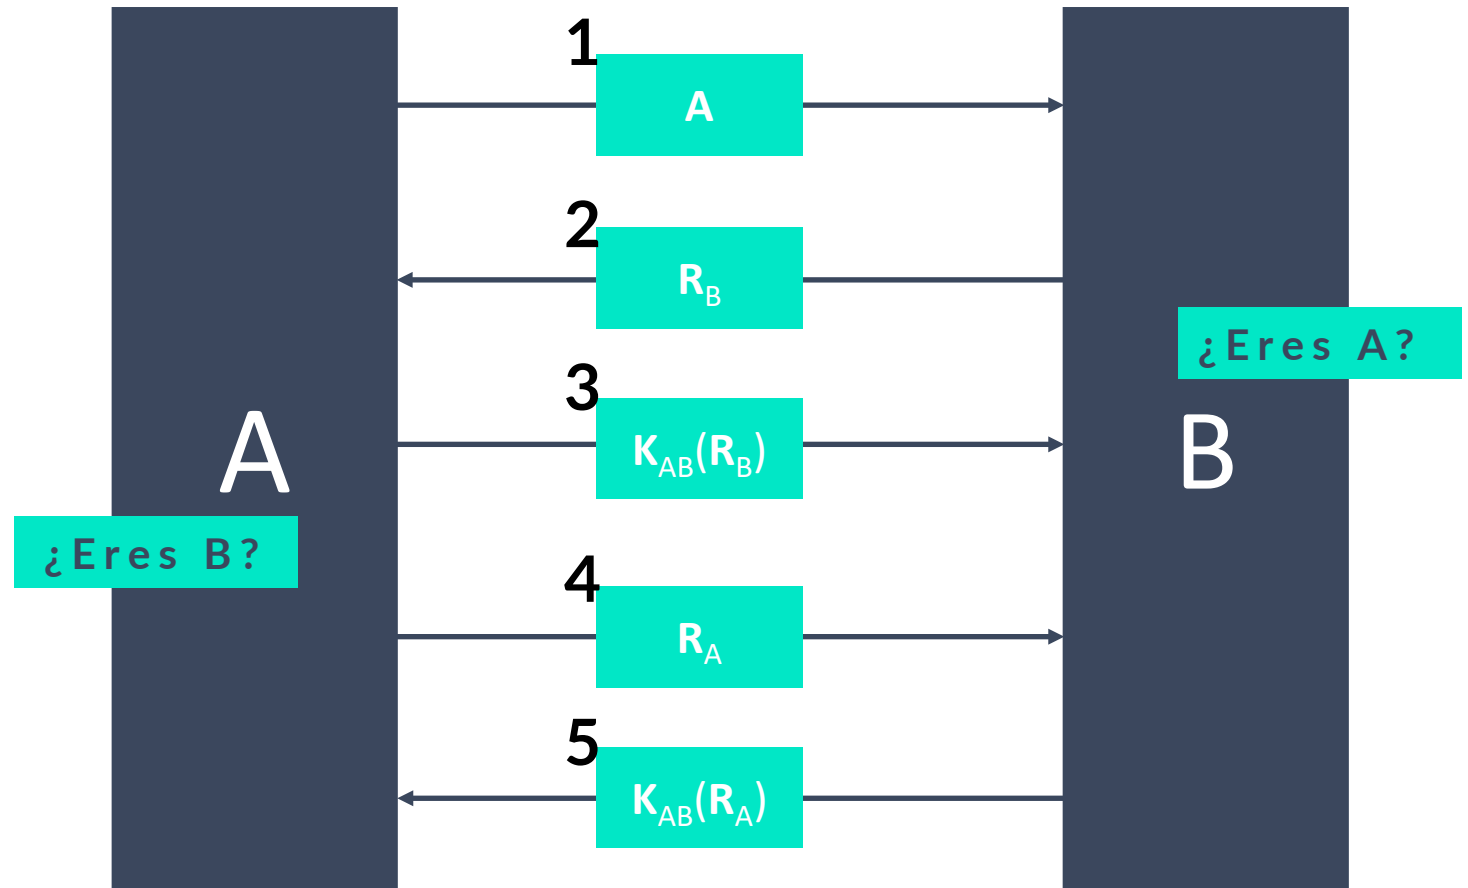 1
A
2
R_B
¿Eres A?
3
K_AB(R_B)
A
B
¿Eres B?
4
R_A
5
K_AB(R_A)